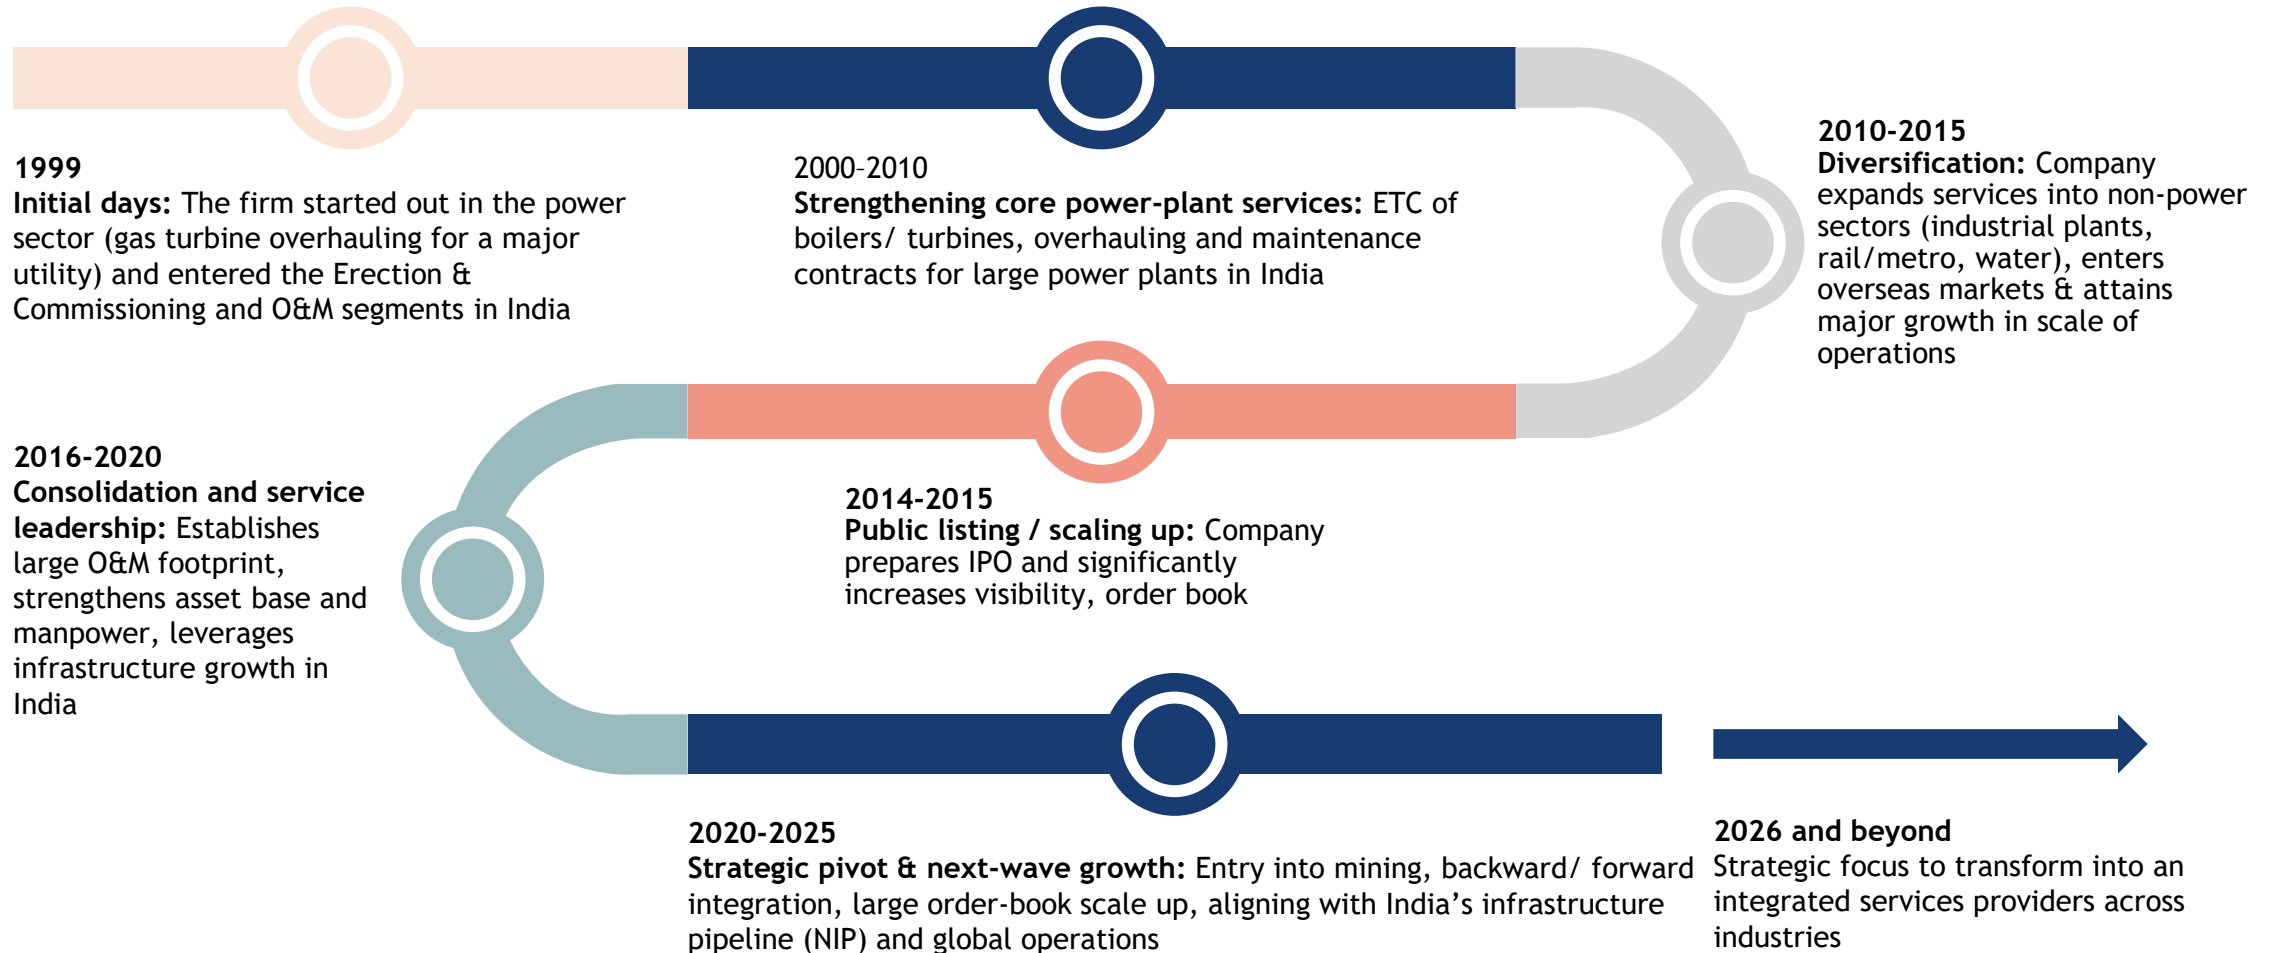 1999
Initial days: The firm started out in the power
sector (gas turbine overhauling for a major
utility) and entered the Erection &
Commissioning and O&M segments in India
2000–2010
Strengthening core power-plant services: ETC of
boilers/ turbines, overhauling and maintenance
contracts for large power plants in India
2010-2015
Diversification: Company
expands services into non-power
sectors (industrial plants,
rail/metro, water), enters
overseas markets & attains
major growth in scale of
operations
2014-2015
Public listing / scaling up: Company
prepares IPO and significantly
increases visibility, order book
2016-2020
Consolidation and service
leadership: Establishes
large O&M footprint,
strengthens asset base and
manpower, leverages
infrastructure growth in
India
2020-2025
Strategic pivot & next-wave growth: Entry into mining, backward/ forward
integration, large order-book scale up, aligning with India’s infrastructure
pipeline (NIP) and global operations
2026 and beyond
Strategic focus to transform into an
integrated services providers across
industries